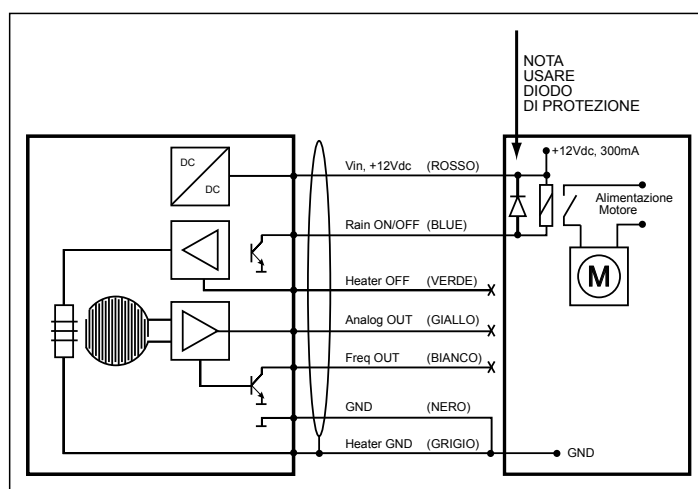 NOTA
USARE
DIODO
DI PROTEZIONE
+12Vdc, 300mA
DC
DC
Vin, +12Vdc (ROSSO)
Alimentazione
Motore
Rain ON/OFF (BLUE)
M
Heater OFF (VERDE)
Analog OUT (GIALLO)
Freq OUT (BIANCO)
GND (NERO)
Heater GND (GRIGIO)
GND